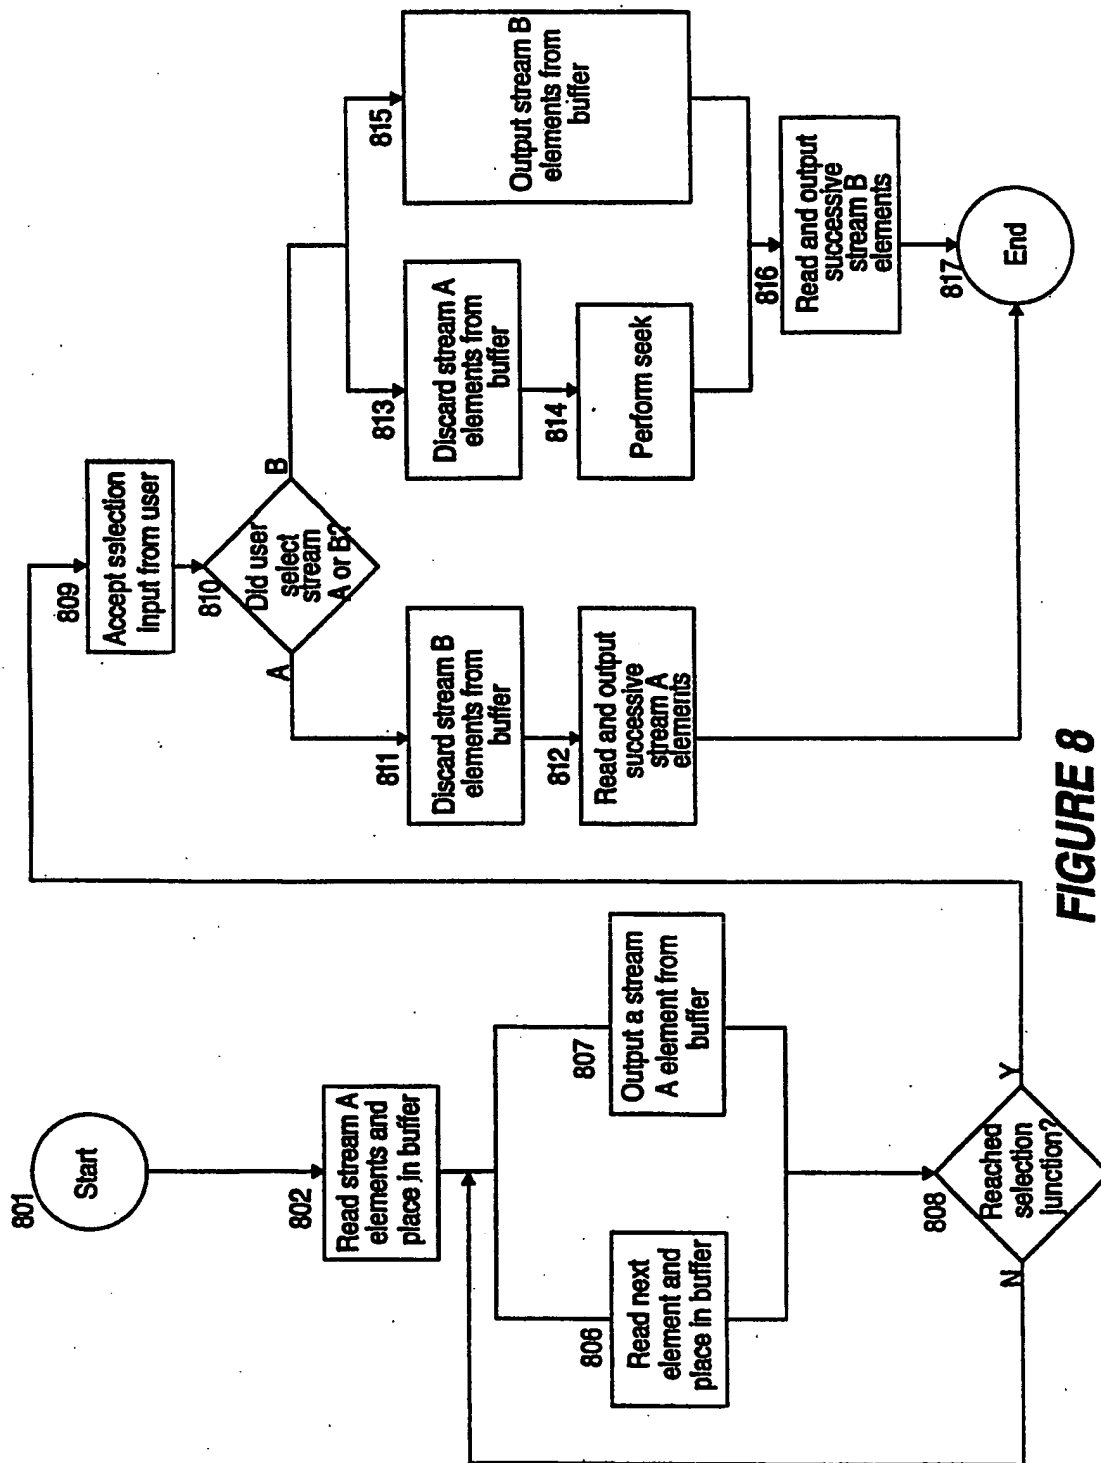 801
Start
802
Read stream A
elements and
place in buffer
806
Read next
element and
place in buffer
807
Output a stream
A element from
buffer
808
Reached
selection
junction?
N
Y
809
Accept selection
input from user
810
Did user
select
stream
A or B?
A
B
811
Discard stream B
elements from
buffer
812
Read and output
successive
stream A
elements
813
Discard stream A
elements from
buffer
814
Perform seek
815
Output stream B
elements from
buffer
816
Read and output
successive
stream B
elements
817
End
FIGURE 8